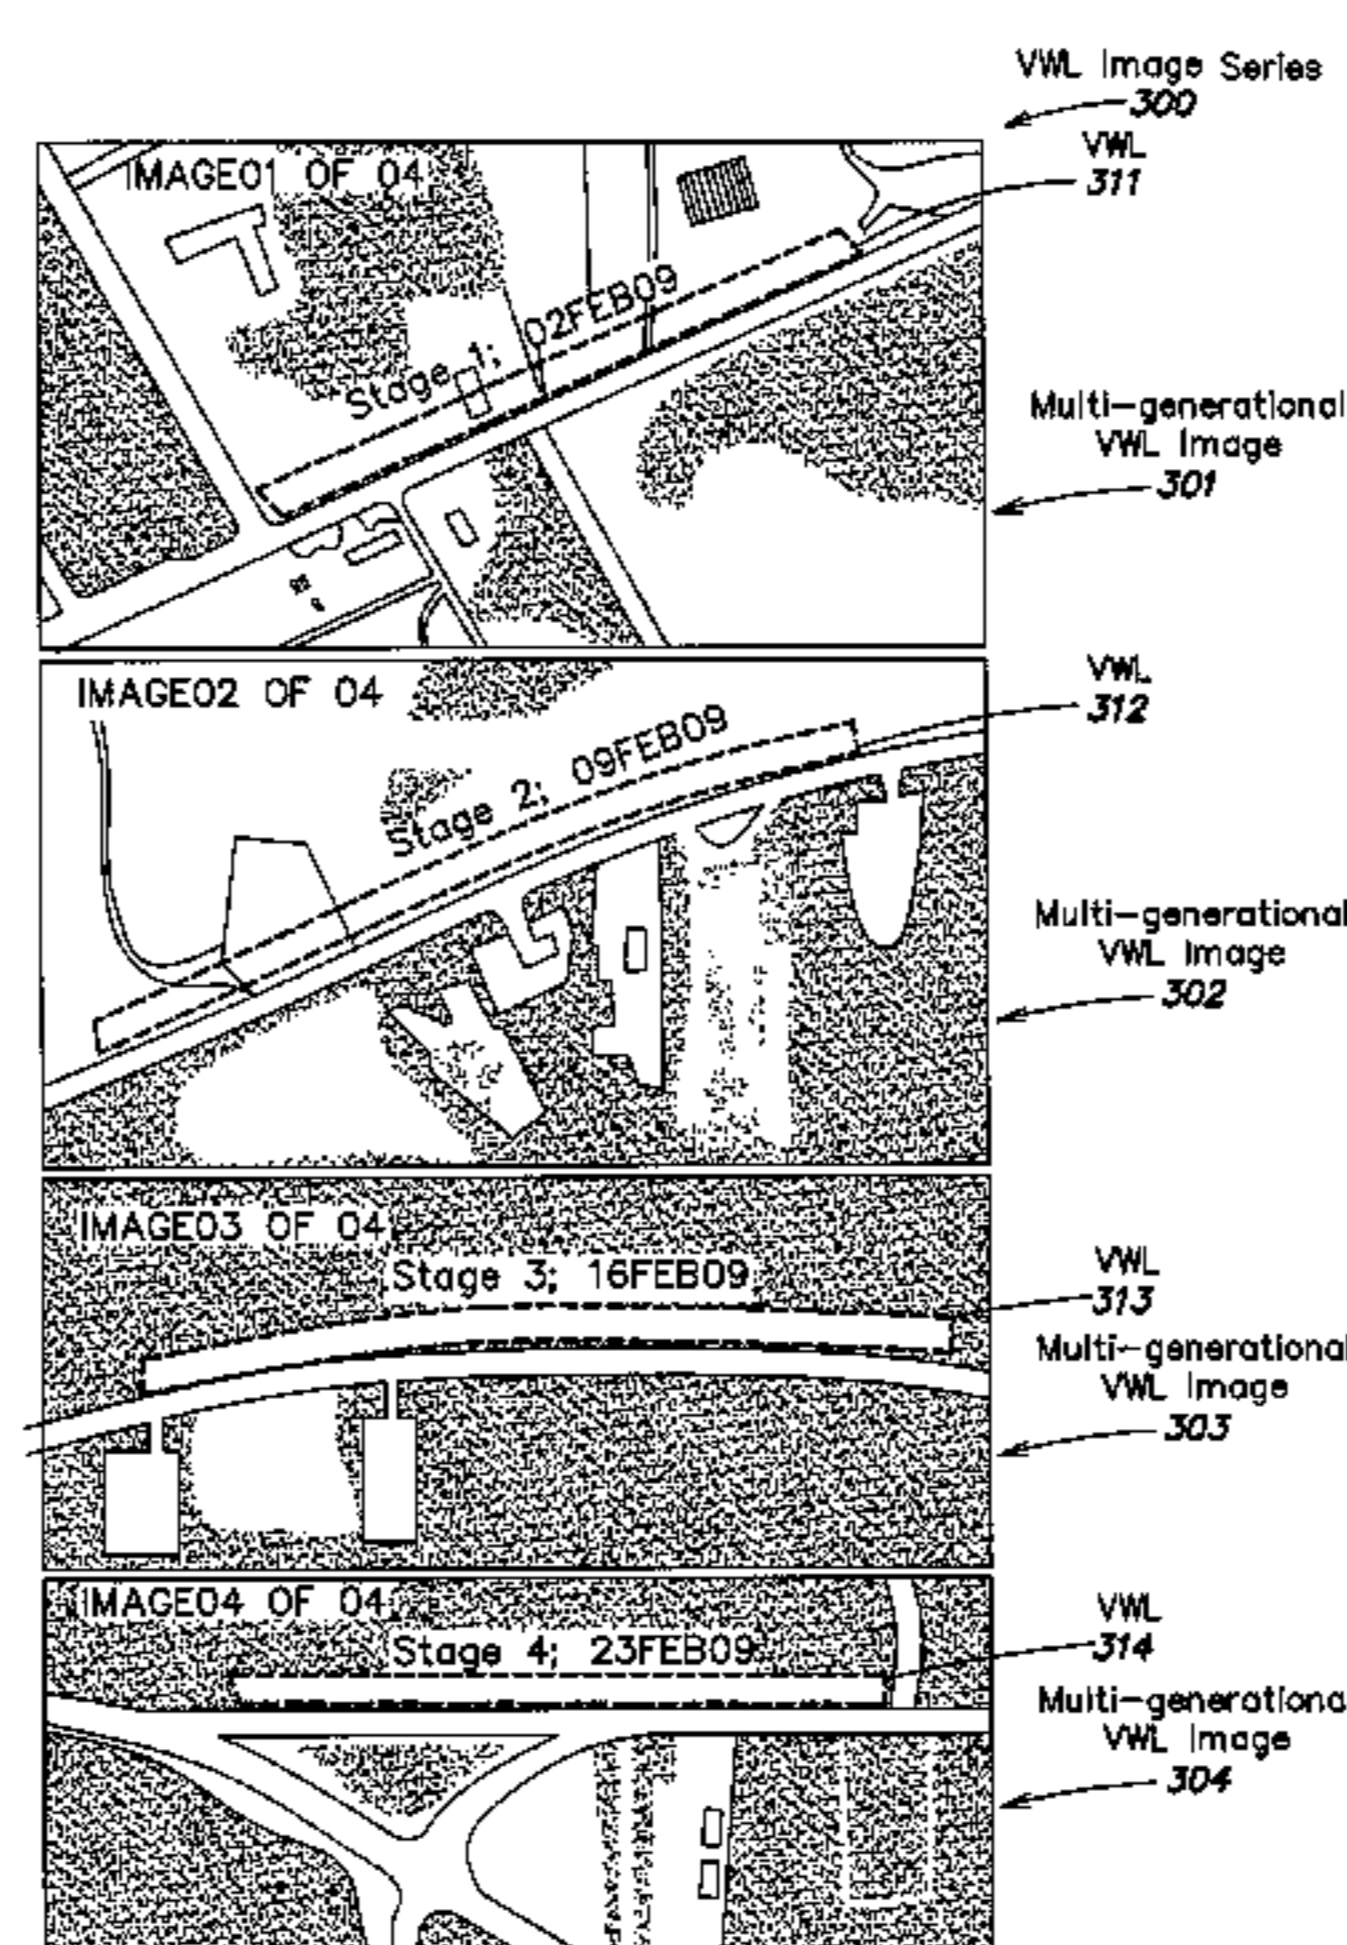 VWL Image Series
300
IMAGE01 OF 04
VWL
311
Stage 1; 02FEB09
Multi-generational
VWL Image
301
IMAGE02 OF 04
VWL
312
Stage 2; 09FEB09
Multi-generational
VWL Image
302
IMAGE03 OF 04
Stage 3; 16FEB09
VWL
313
Multi-generational
VWL Image
303
IMAGE04 OF 04
Stage 4; 23FEB09
VWL
314
Multi-generationa
VWL Image
304